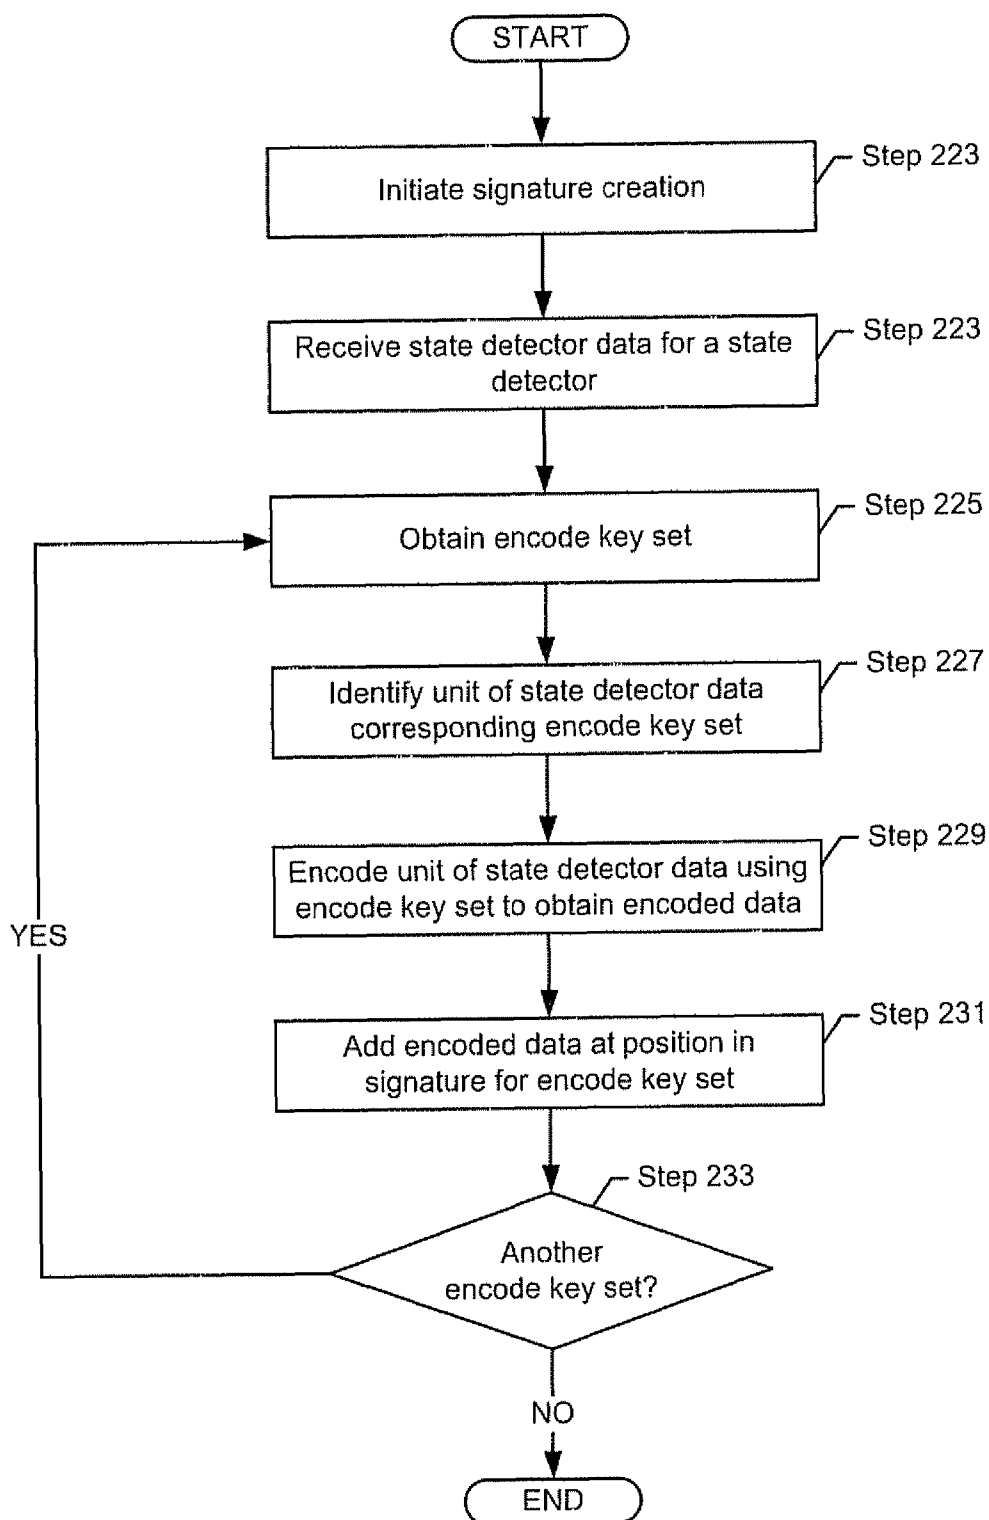 START
Step 223
Initiate signature creation
Step 223
Receive state detector data for a state
detector
Step 225
Obtain encode key set
Step 227
Identify unit of state detector data
corresponding encode key set
Step 229
Encode unit of state detector data using
encode key set to obtain encoded data
YES
Step 231
Add encoded data at position in
signature for encode key set
Step 233
Another
encode key set?
NO
END